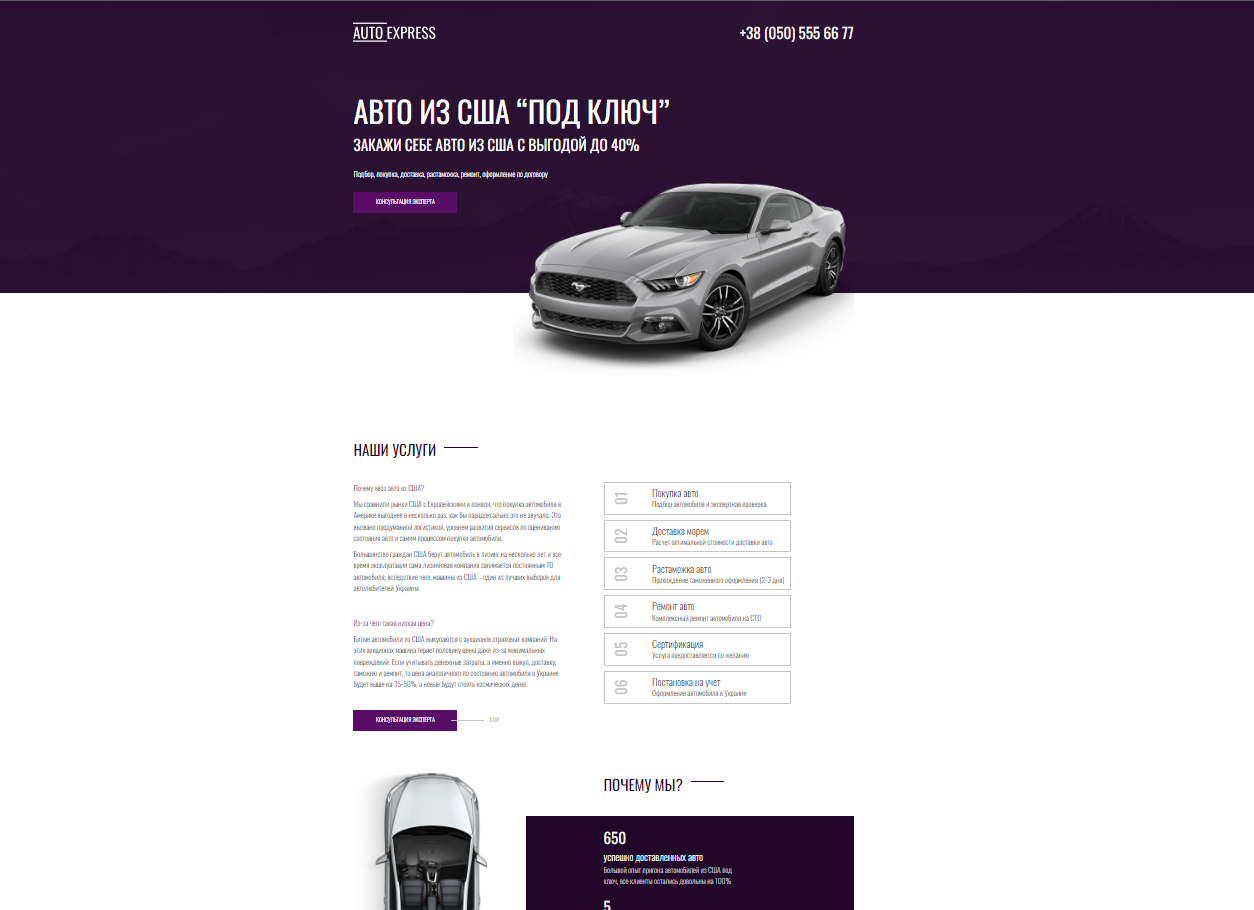 AUTO EXPRESS
+38 (050) 555 66 77
АВТО ИЗ США “ПОД КЛЮЧ”
ЗАКАЖИ СЕБЕ АВТО ИЗ США С ВЫГОДОЙ ДО 40%
Подбор, покупка, доставка, растаможка, ремонт, оформление по договору
КОНСУЛЬТАЦИЯ ЭКСПЕРТА
НАШИ УСЛУГИ
Почему ввоз авто из США?
Мы сравнили рынки США с Европейскими и поняли, что покупка автомобиля в
Америке выгоднее в несколько раз, как бы парадоксально это не звучало. Это
вызвано продуманной логистикой, уровнем развития сервисов по оцениванию
состояния авто и самим процессом покупки автомобиля.
Большинство граждан США берут автомобиль в лизинг на несколько лет и все
время эксплуатации сама лизинговая компания занимается постоянным ТО
автомобиля, вследствие чего, машины из США – один из лучших выборов для
автолюбителей Украины.
Из-за чего такая низкая цена?
Битые автомобили из США выкупаются с аукционов страховых компаний. На
этих аукционах машина теряет половину цены даже из-за минимальных
повреждений. Если учитывать денежные затраты, а именно выкуп, доставку,
таможню и ремонт, то цена аналогичного по состоянию автомобиля в Украине
будет выше на 35-50%, а новые будут стоить космических денег.
КОНСУЛЬТАЦИЯ ЭКСПЕРТА
01
Покупка авто
Подбор автомобиля и экспертная проверка
02
Доставка морем
Расчет оптимальной стоимости доставки авто
03
Растаможка авто
Прохождение таможенного оформления (2-3 дня)
04
Ремонт авто
Комплексный ремонт автомобиля на СТО
05
Сертификация
Услуга предоставляется по желанию
06
Постановка на учет
Оформление автомобиля в Украине
ПОЧЕМУ МЫ?
650
успешно доставленных авто
Большой опыт пригона автомобилей из США под
ключ, все клиенты остались довольны на 100%
5